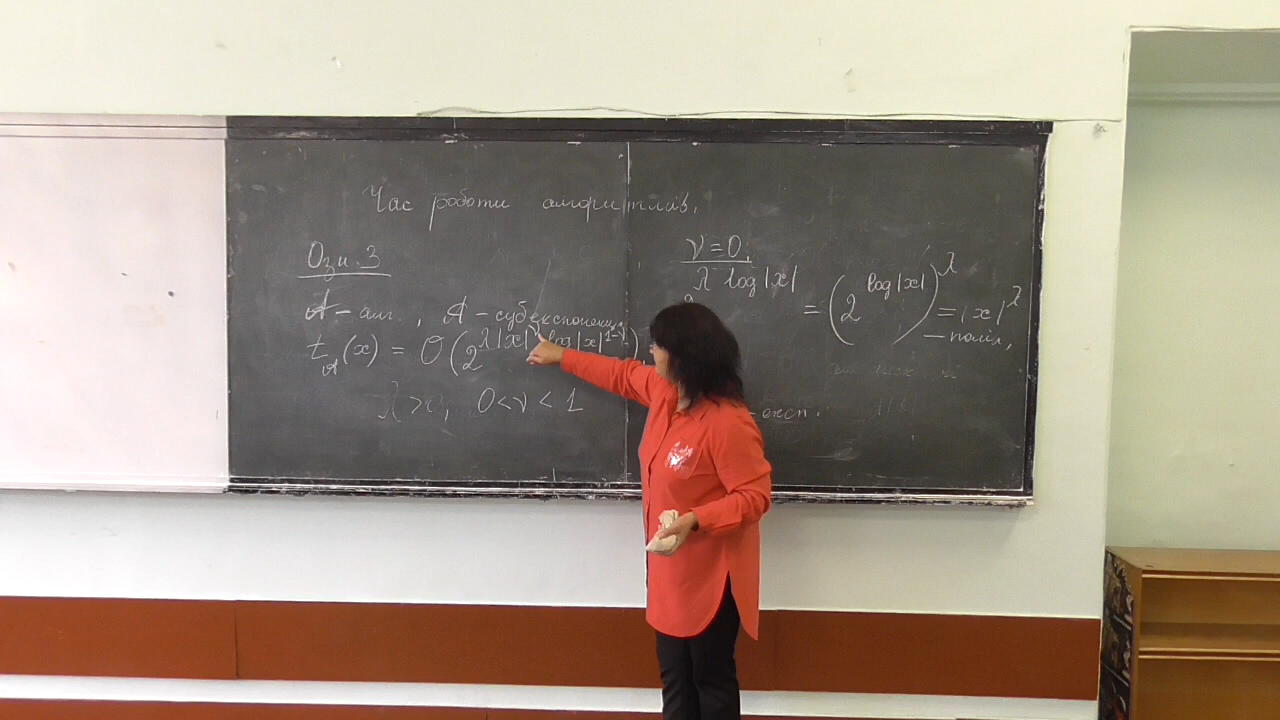 Час роботи алгоритмів.
Озн. 3
A – алг., A – субекспоненц.
t_A(x) = O(2^{λ|x|^ν log|x|^{1-ν}}),
λ > 0, 0 < ν < 1
ν = 0:
2^{λ log|x|} = (2^{log|x|})^λ = |x|^λ
– полін.
– експ.